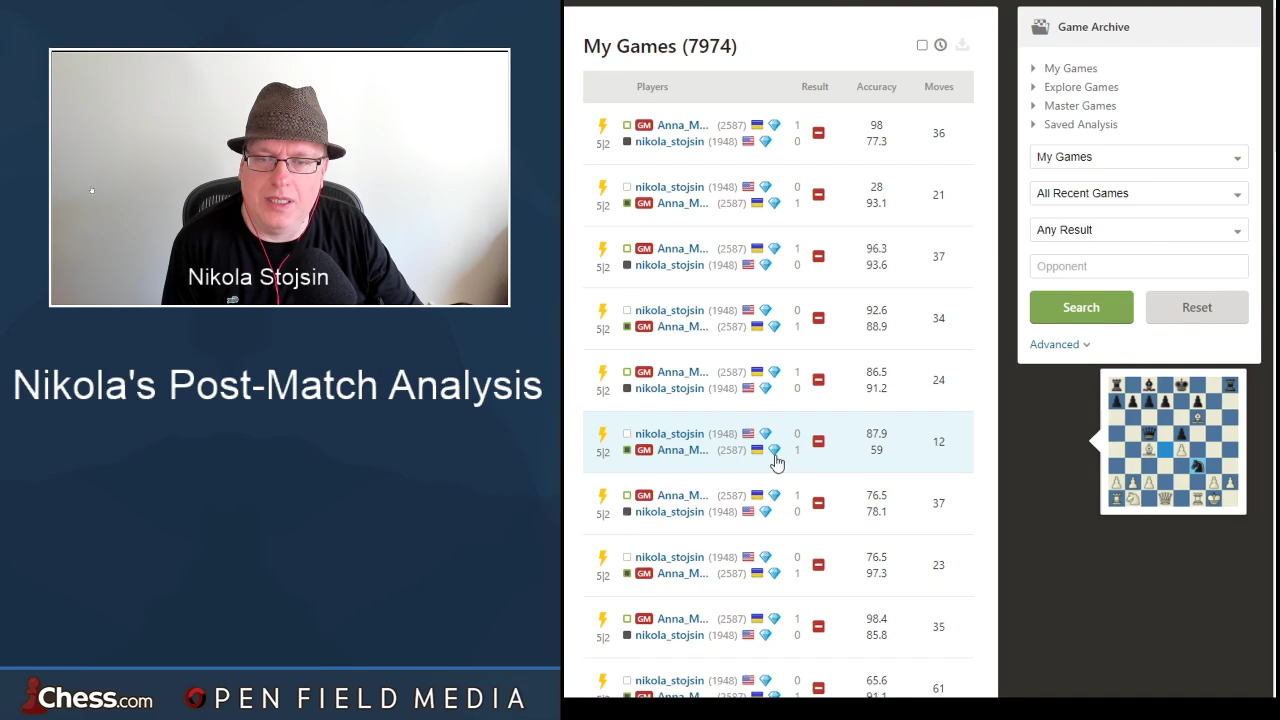 Nikola Stojsin
Nikola's Post-Match Analysis
Chess.com
OPEN FIELD MEDIA
My Games (7974)
Players Result Accuracy Moves
5|2
GM Anna_M... (2587) 1 98
nikola_stojsin (1948) 0 77.3
36
5|2
nikola_stojsin (1948) 0 28
GM Anna_M... (2587) 1 93.1
21
5|2
GM Anna_M... (2587) 1 96.3
nikola_stojsin (1948) 0 93.6
37
5|2
nikola_stojsin (1948) 0 92.6
GM Anna_M... (2587) 1 88.9
34
5|2
GM Anna_M... (2587) 1 86.5
nikola_stojsin (1948) 0 91.2
24
5|2
nikola_stojsin (1948) 0 87.9
GM Anna_M... (2587) 1 59
12
5|2
GM Anna_M... (2587) 1 76.5
nikola_stojsin (1948) 0 78.1
37
5|2
nikola_stojsin (1948) 0 76.5
GM Anna_M... (2587) 1 97.3
23
5|2
GM Anna_M... (2587) 1 98.4
nikola_stojsin (1948) 0 85.8
35
nikola_stojsin (1948) 0 65.6
GM Anna_M... (2587) 1 91.1
61
Game Archive
My Games
Explore Games
Master Games
Saved Analysis
My Games
All Recent Games
Any Result
Opponent
Search Reset
Advanced